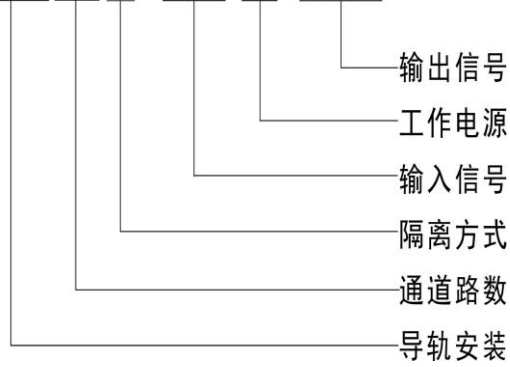 输出信号
工作电源
输入信号
隔离方式
通道路数
导轨安装